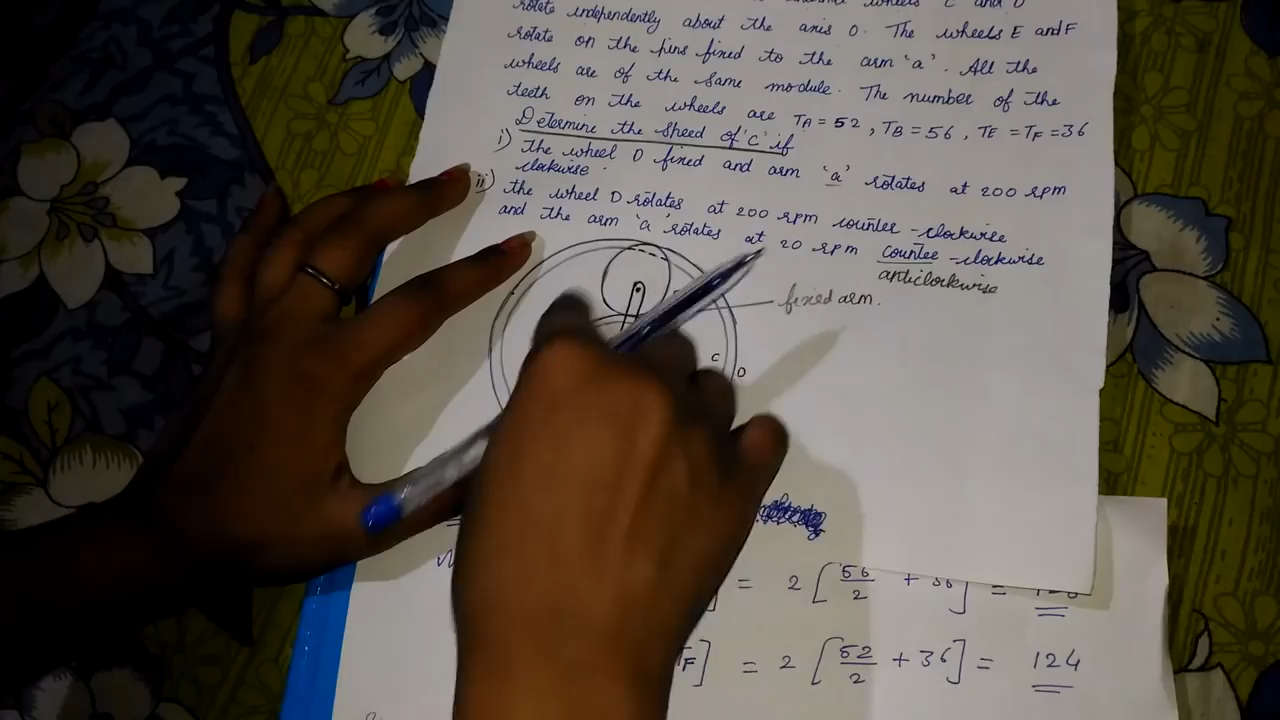 wheels C and D
rotate independently about the axis O. The wheels E and F
rotate on the pins fixed to the arm 'a'. All the
wheels are of the same module. The number of the
teeth on the wheels are TA = 52, TB = 56, TE = TF = 36
Determine the speed of 'C' if
i) The wheel D fixed and arm 'a' rotates at 200 rpm
clockwise.
ii) the wheel D rotates at 200 rpm counter-clockwise
and the arm 'a' rotates at 20 rpm counter-clockwise
anticlockwise
fixed arm.
C
D
] = 2 [ 56/2 + 36 ] = 128
TF] = 2 [ 52/2 + 36 ] = 124